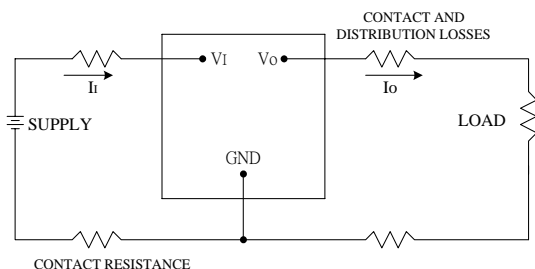 CONTACT AND
DISTRIBUTION LOSSES
VI
VO
II
IO
SUPPLY
LOAD
GND
CONTACT RESISTANCE